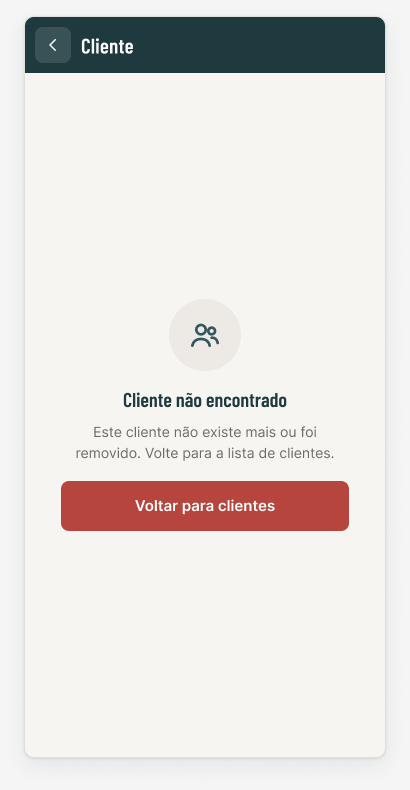 Cliente
Cliente não encontrado
Este cliente não existe mais ou foi
removido. Volte para a lista de clientes.
Voltar para clientes